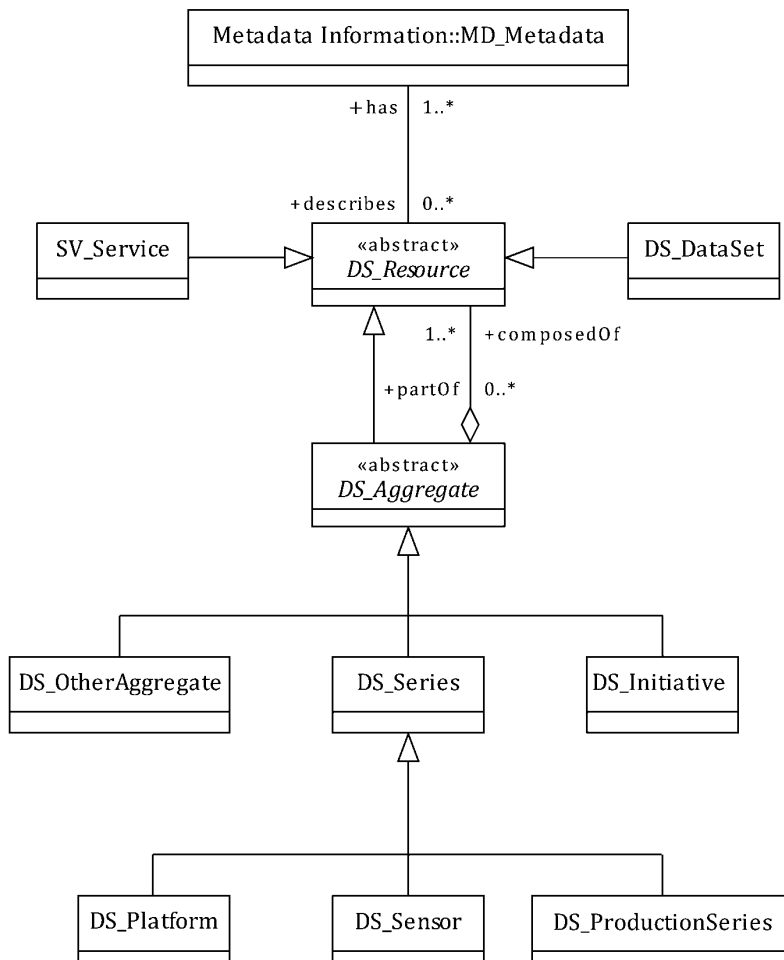 Metadata Information::MD_Metadata
+has 1..*
+describes 0..*
SV_Service
«abstract»
DS_Resource
DS_DataSet
1..* +composedOf
+partOf 0..*
«abstract»
DS_Aggregate
DS_OtherAggregate
DS_Series
DS_Initiative
DS_Platform
DS_Sensor
DS_ProductionSeries